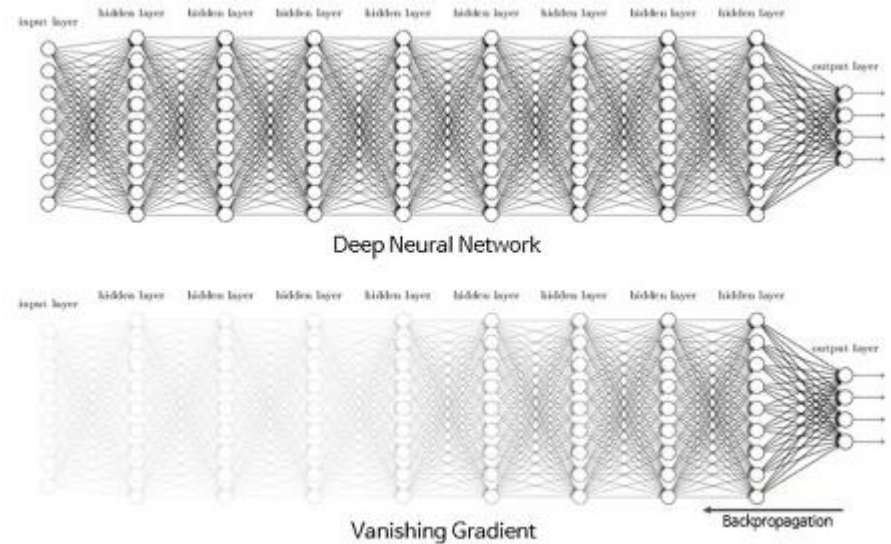 hidden layer hidden layer hidden layer hidden layer hidden layer hidden layer hidden layer hidden layer
input layer
output layer
Deep Neural Network
hidden layer hidden layer hidden layer hidden layer hidden layer hidden layer hidden layer hidden layer
input layer
output layer
Backpropagation
Vanishing Gradient